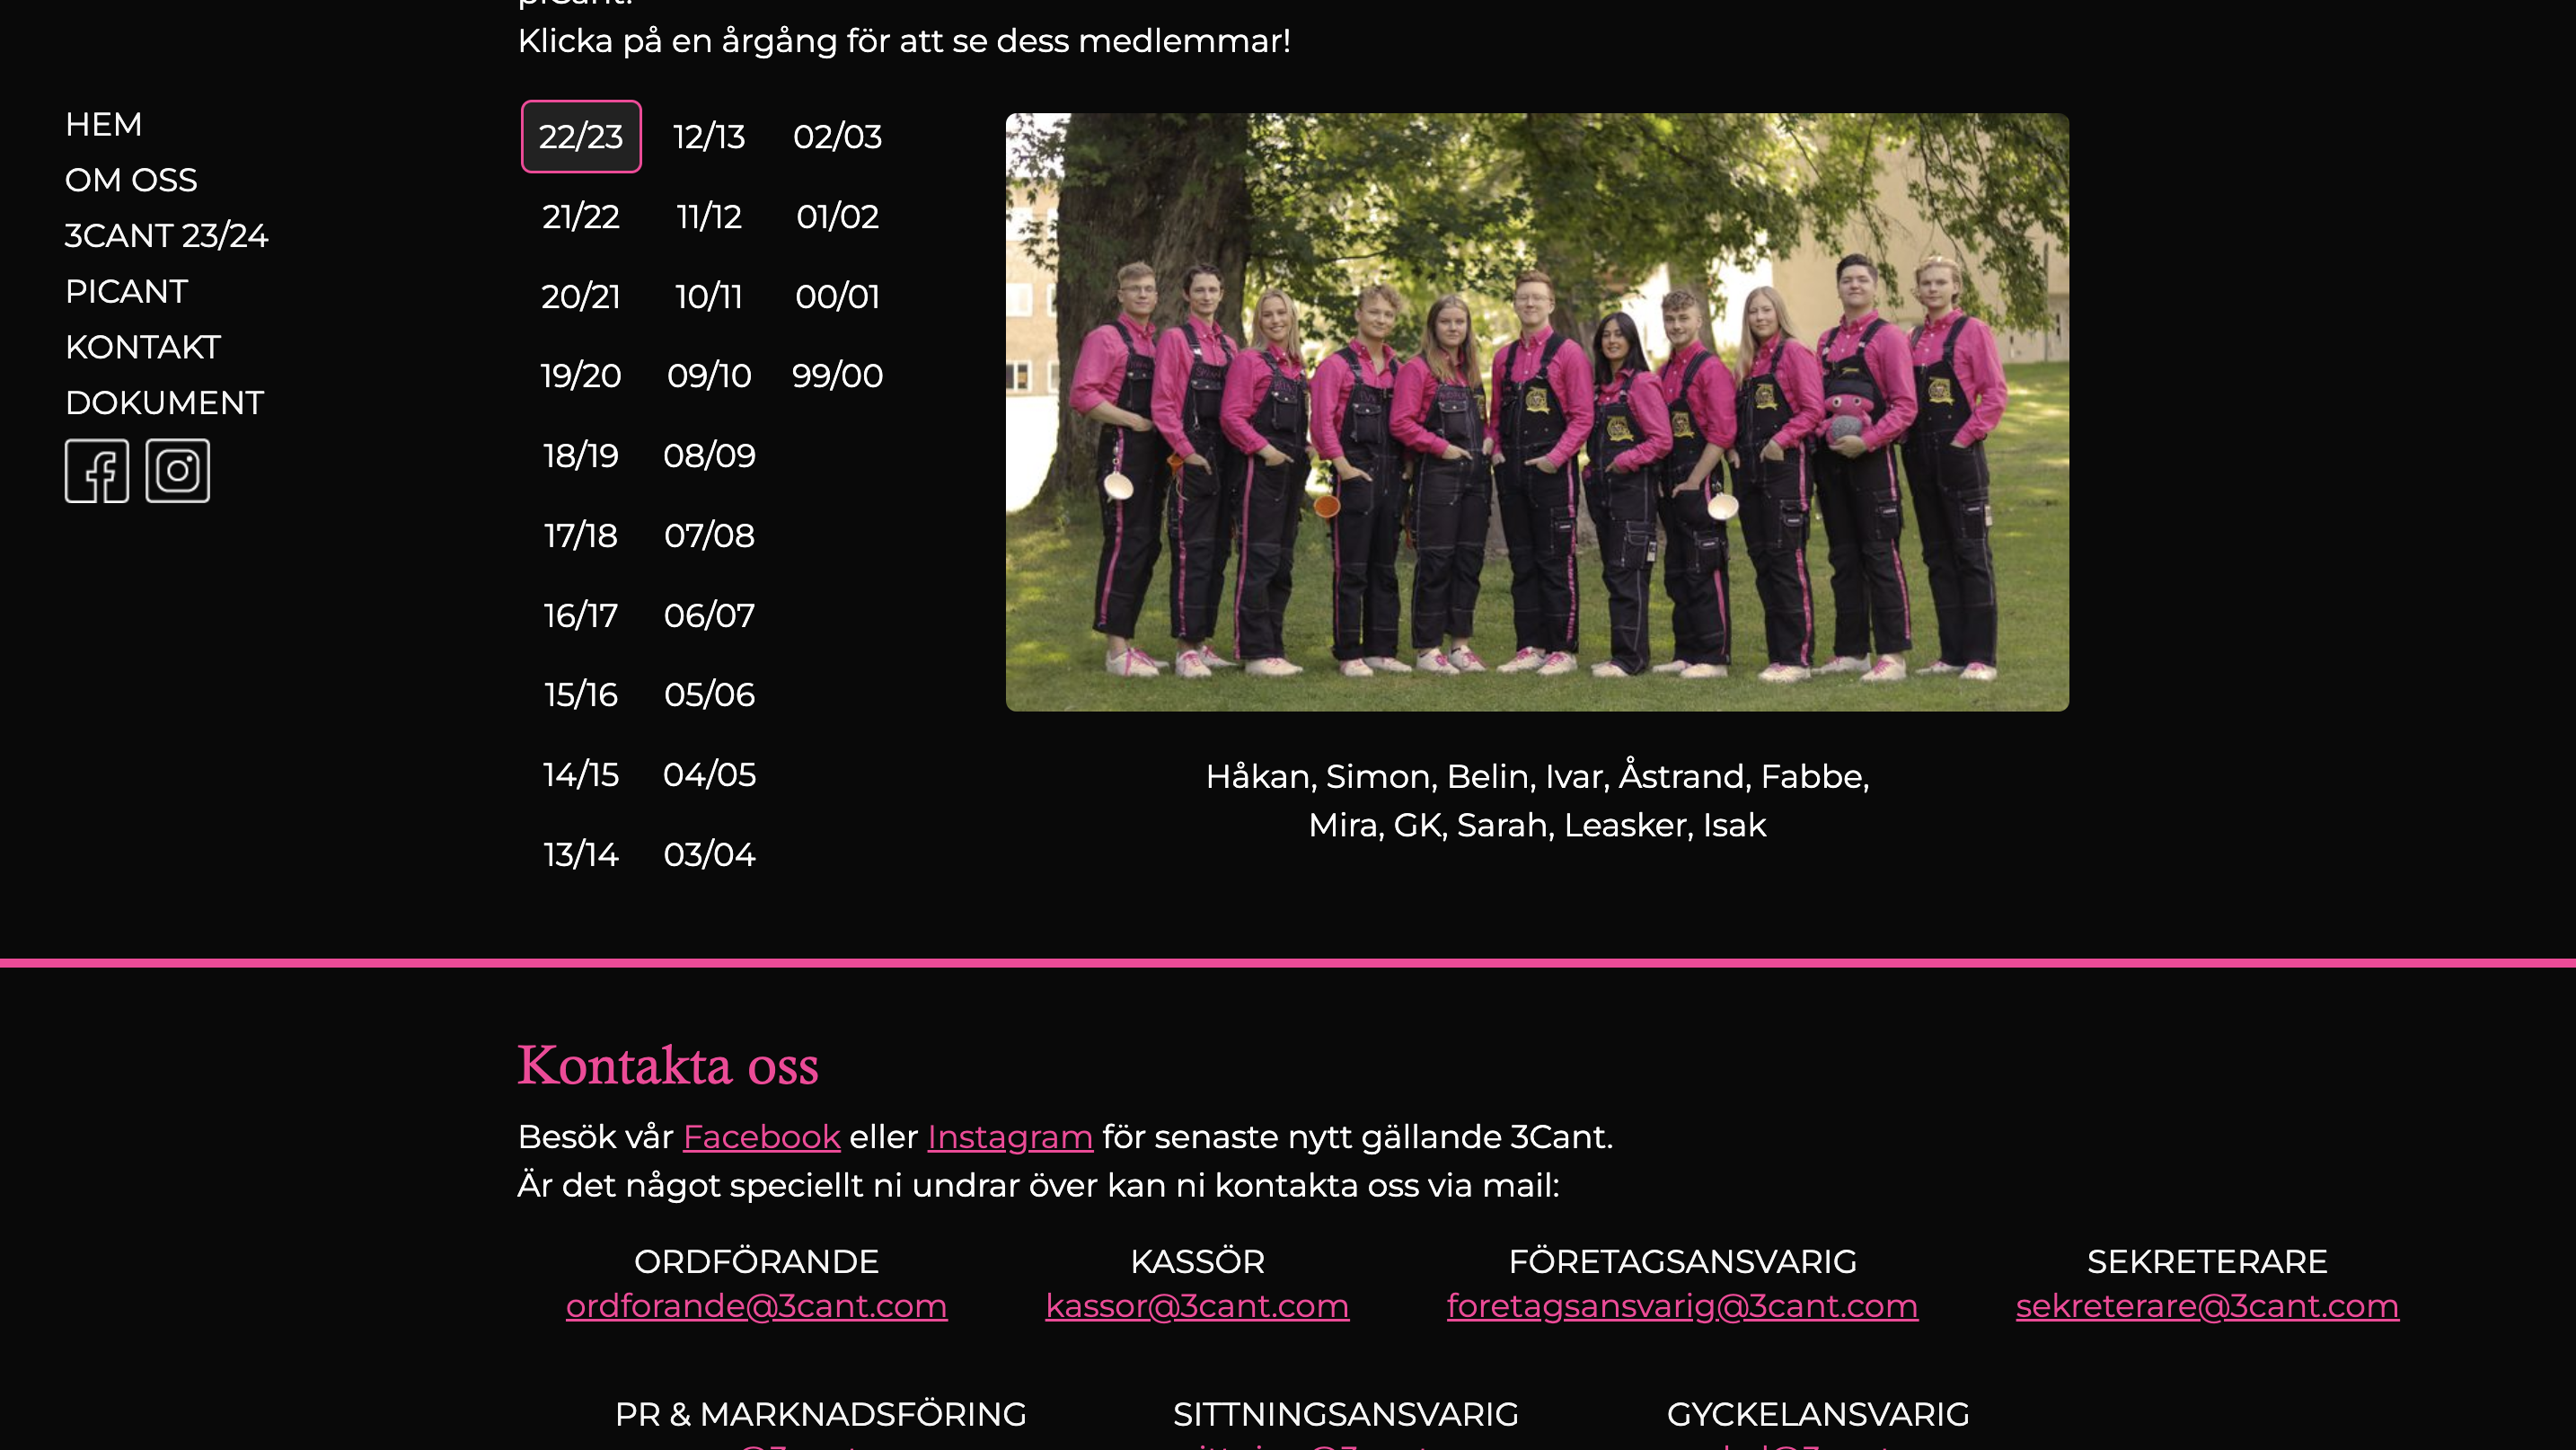 Klicka på en årgång för att se dess medlemmar!
HEM
OM OSS
3CANT 23/24
PICANT
KONTAKT
DOKUMENT
22/23 12/13 02/03
21/22 11/12 01/02
20/21 10/11 00/01
19/20 09/10 99/00
18/19 08/09
17/18 07/08
16/17 06/07
15/16 05/06
14/15 04/05
13/14 03/04
Håkan, Simon, Belin, Ivar, Åstrand, Fabbe,
Mira, GK, Sarah, Leasker, Isak
Kontakta oss
Besök vår Facebook eller Instagram för senaste nytt gällande 3Cant.
Är det något speciellt ni undrar över kan ni kontakta oss via mail:
ORDFÖRANDE KASSÖR FÖRETAGSANSVARIG SEKRETERARE
ordforande@3cant.com kassor@3cant.com foretagsansvarig@3cant.com sekreterare@3cant.com
PR & MARKNADSFÖRING SITTNINGSANSVARIG GYCKELANSVARIG